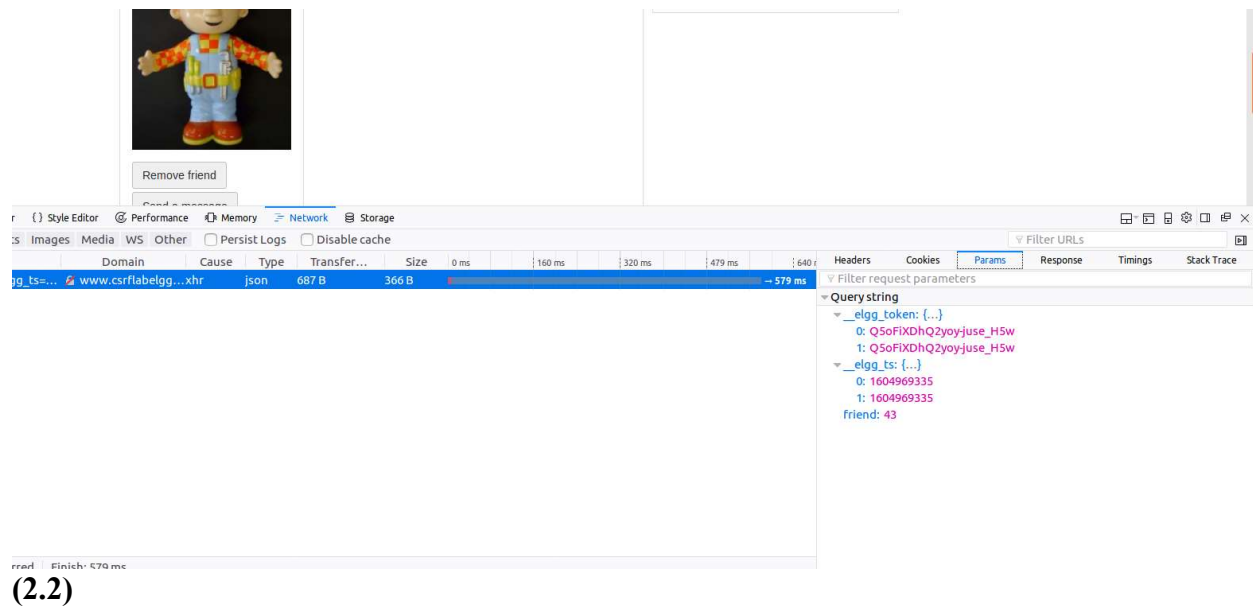 Remove friend
Send a message
r {} Style Editor Performance Memory Network Storage
ts Images Media WS Other Persist Logs Disable cache Filter URLs
Domain Cause Type Transfer... Size 0 ms 160 ms 320 ms 479 ms 640
gg_ts=... www.csrflabelgg... xhr json 687 B 366 B → 579 ms
Headers Cookies Params Response Timings Stack Trace
Filter request parameters
Query string
__elgg_token: {...}
0: Q5oFiXDhQ2yoy-juse_H5w
1: Q5oFiXDhQ2yoy-juse_H5w
__elgg_ts: {...}
0: 1604969335
1: 1604969335
friend: 43
rred Finish: 579 ms
(2.2)